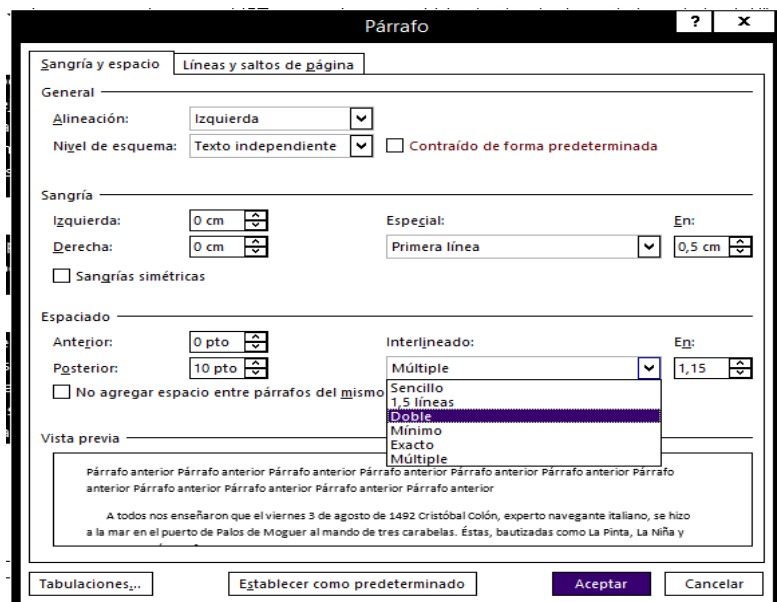 Párrafo ? x
Sangría y espacio Líneas y saltos de página
General
Alineación: Izquierda
Nivel de esquema: Texto independiente Contraído de forma predeterminada
Sangría
Izquierda: 0 cm Especial: En:
Derecha: 0 cm Primera línea 0,5 cm
Sangrías simétricas
Espaciado
Anterior: 0 pto Interlineado: En:
Posterior: 10 pto Múltiple 1,15
No agregar espacio entre párrafos del mismo
Sencillo
1,5 líneas
Doble
Mínimo
Exacto
Múltiple
Vista previa
Párrafo anterior Párrafo anterior Párrafo anterior Párrafo anterior Párrafo anterior Párrafo anterior Párrafo
anterior Párrafo anterior Párrafo anterior Párrafo anterior Párrafo anterior
A todos nos enseñaron que el viernes 3 de agosto de 1492 Cristóbal Colón, experto navegante italiano, se hizo
a la mar en el puerto de Palos de Moguer al mando de tres carabelas. Éstas, bautizadas como La Pinta, La Niña y
Tabulaciones... Establecer como predeterminado Aceptar Cancelar